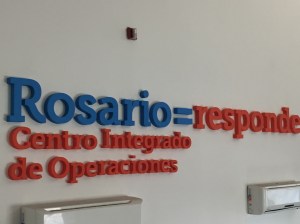 Rosario=responde
Centro Integrado
de Operaciones